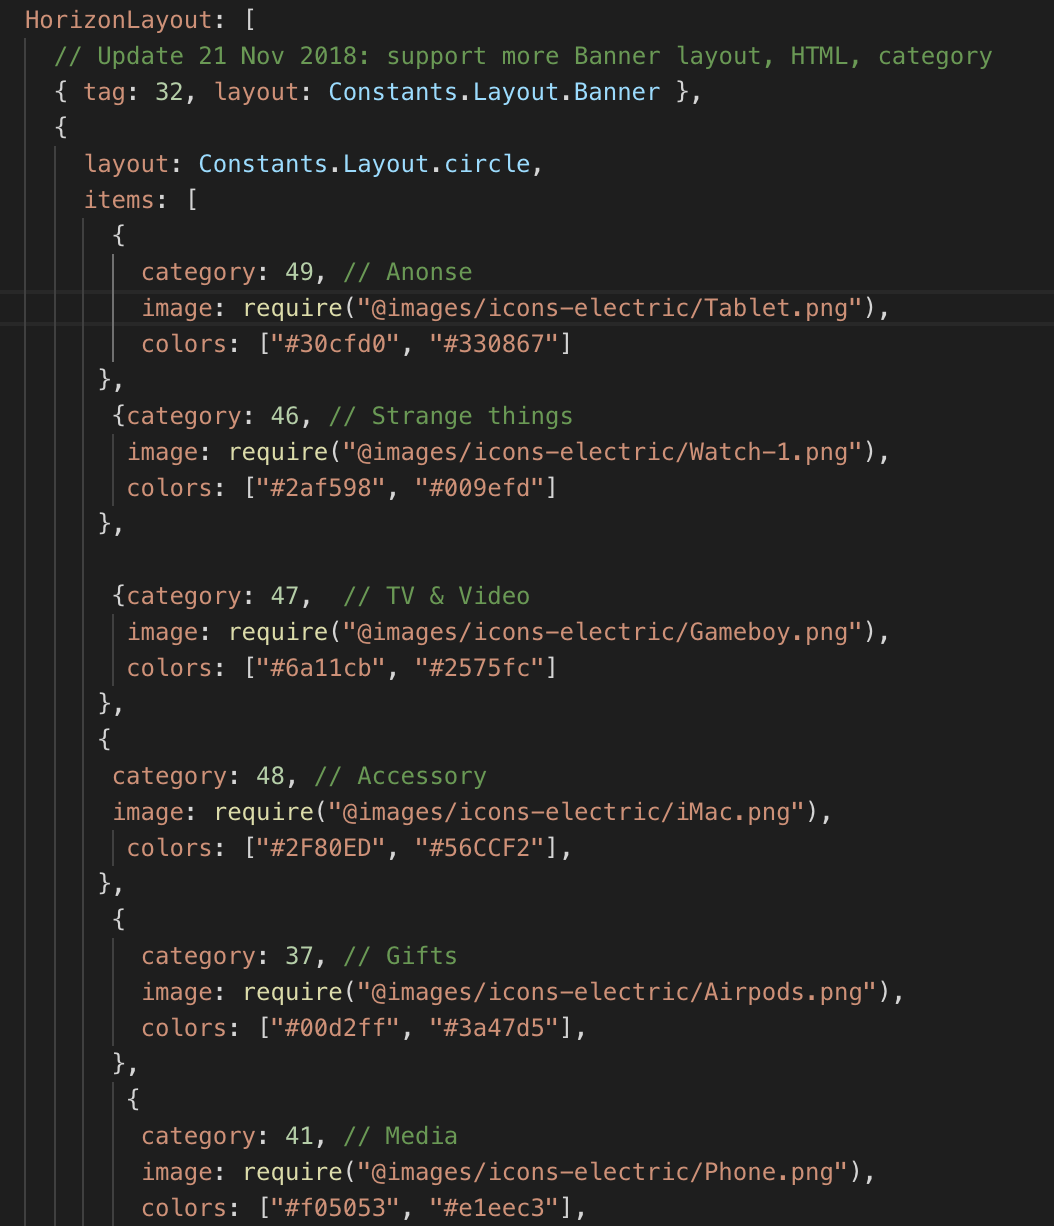 HorizonLayout: [
// Update 21 Nov 2018: support more Banner layout, HTML, category
{ tag: 32, layout: Constants.Layout.Banner },
{
layout: Constants.Layout.circle,
items: [
{
category: 49, // Anonse
image: require("@images/icons-electric/Tablet.png"),
colors: ["#30cfd0", "#330867"]
},
{category: 46, // Strange things
image: require("@images/icons-electric/Watch-1.png"),
colors: ["#2af598", "#009efd"]
},
{category: 47,  // TV & Video
image: require("@images/icons-electric/Gameboy.png"),
colors: ["#6a11cb", "#2575fc"]
},
{
category: 48, // Accessory
image: require("@images/icons-electric/iMac.png"),
colors: ["#2F80ED", "#56CCF2"],
},
{
category: 37, // Gifts
image: require("@images/icons-electric/Airpods.png"),
colors: ["#00d2ff", "#3a47d5"],
},
{
category: 41, // Media
image: require("@images/icons-electric/Phone.png"),
colors: ["#f05053", "#e1eec3"],